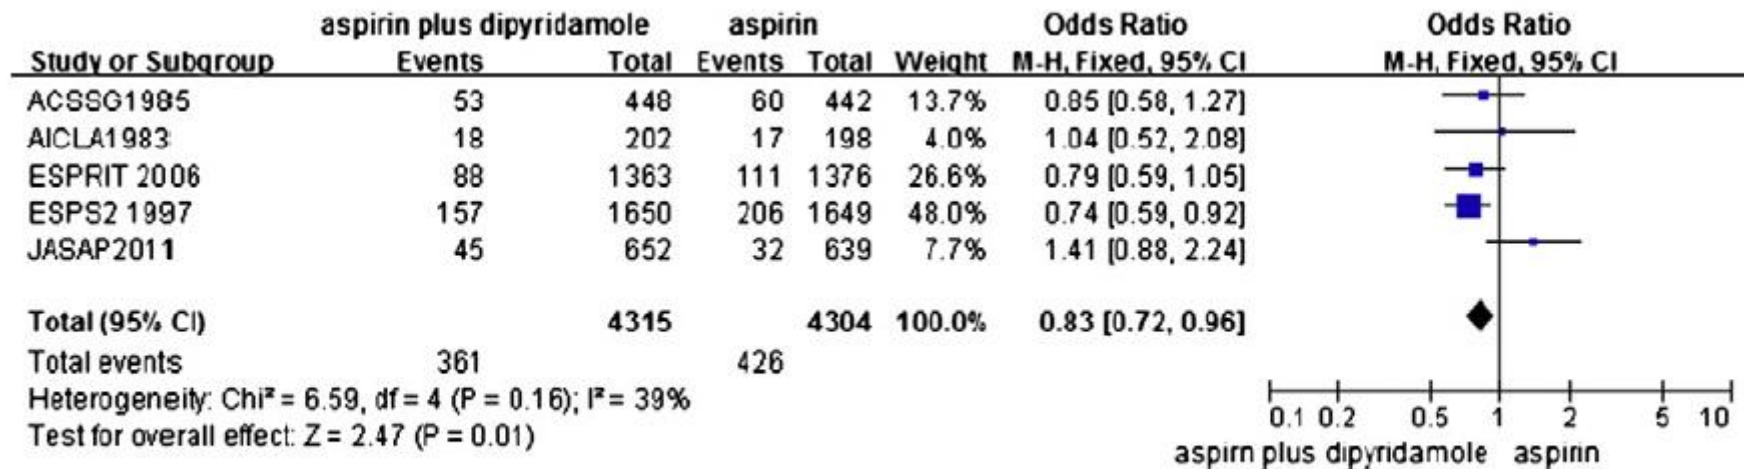 aspirin plus dipyridamole aspirin Odds Ratio Odds Ratio
Study or Subgroup Events Total Events Total Weight M-H, Fixed, 95% CI M-H, Fixed, 95% CI
ACSSG1985 53 448 60 442 13.7% 0.85 [0.58, 1.27]
AICLA1983 18 202 17 198 4.0% 1.04 [0.52, 2.08]
ESPRIT 2006 88 1363 111 1376 26.6% 0.79 [0.59, 1.05]
ESPS2 1997 157 1650 206 1649 48.0% 0.74 [0.59, 0.92]
JASAP2011 45 652 32 639 7.7% 1.41 [0.88, 2.24]
Total (95% CI) 4315 4304 100.0% 0.83 [0.72, 0.96]
Total events 361 426
Heterogeneity: Chi² = 6.59, df = 4 (P = 0.16); I² = 39%
Test for overall effect: Z = 2.47 (P = 0.01)
0.1 0.2 0.5 1 2 5 10
aspirn plus dipyridamole aspirin